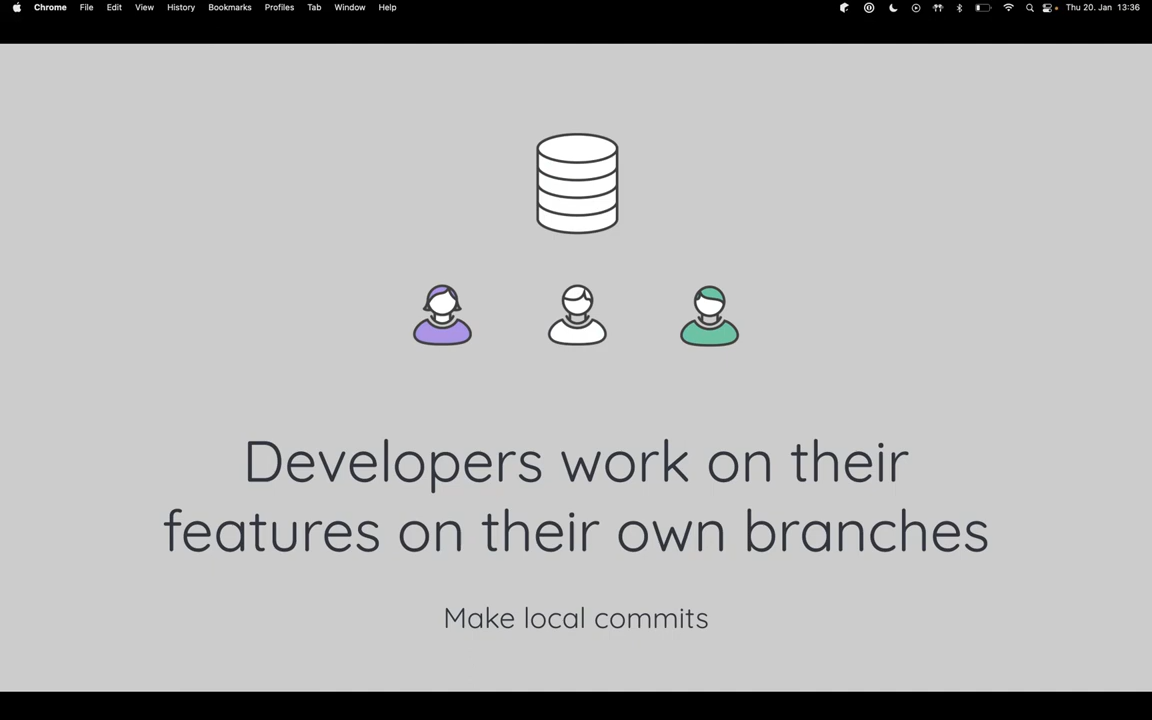 Chrome File Edit View History Bookmarks Profiles Tab Window Help Thu 20. Jan 13:36
Developers work on their
features on their own branches
Make local commits